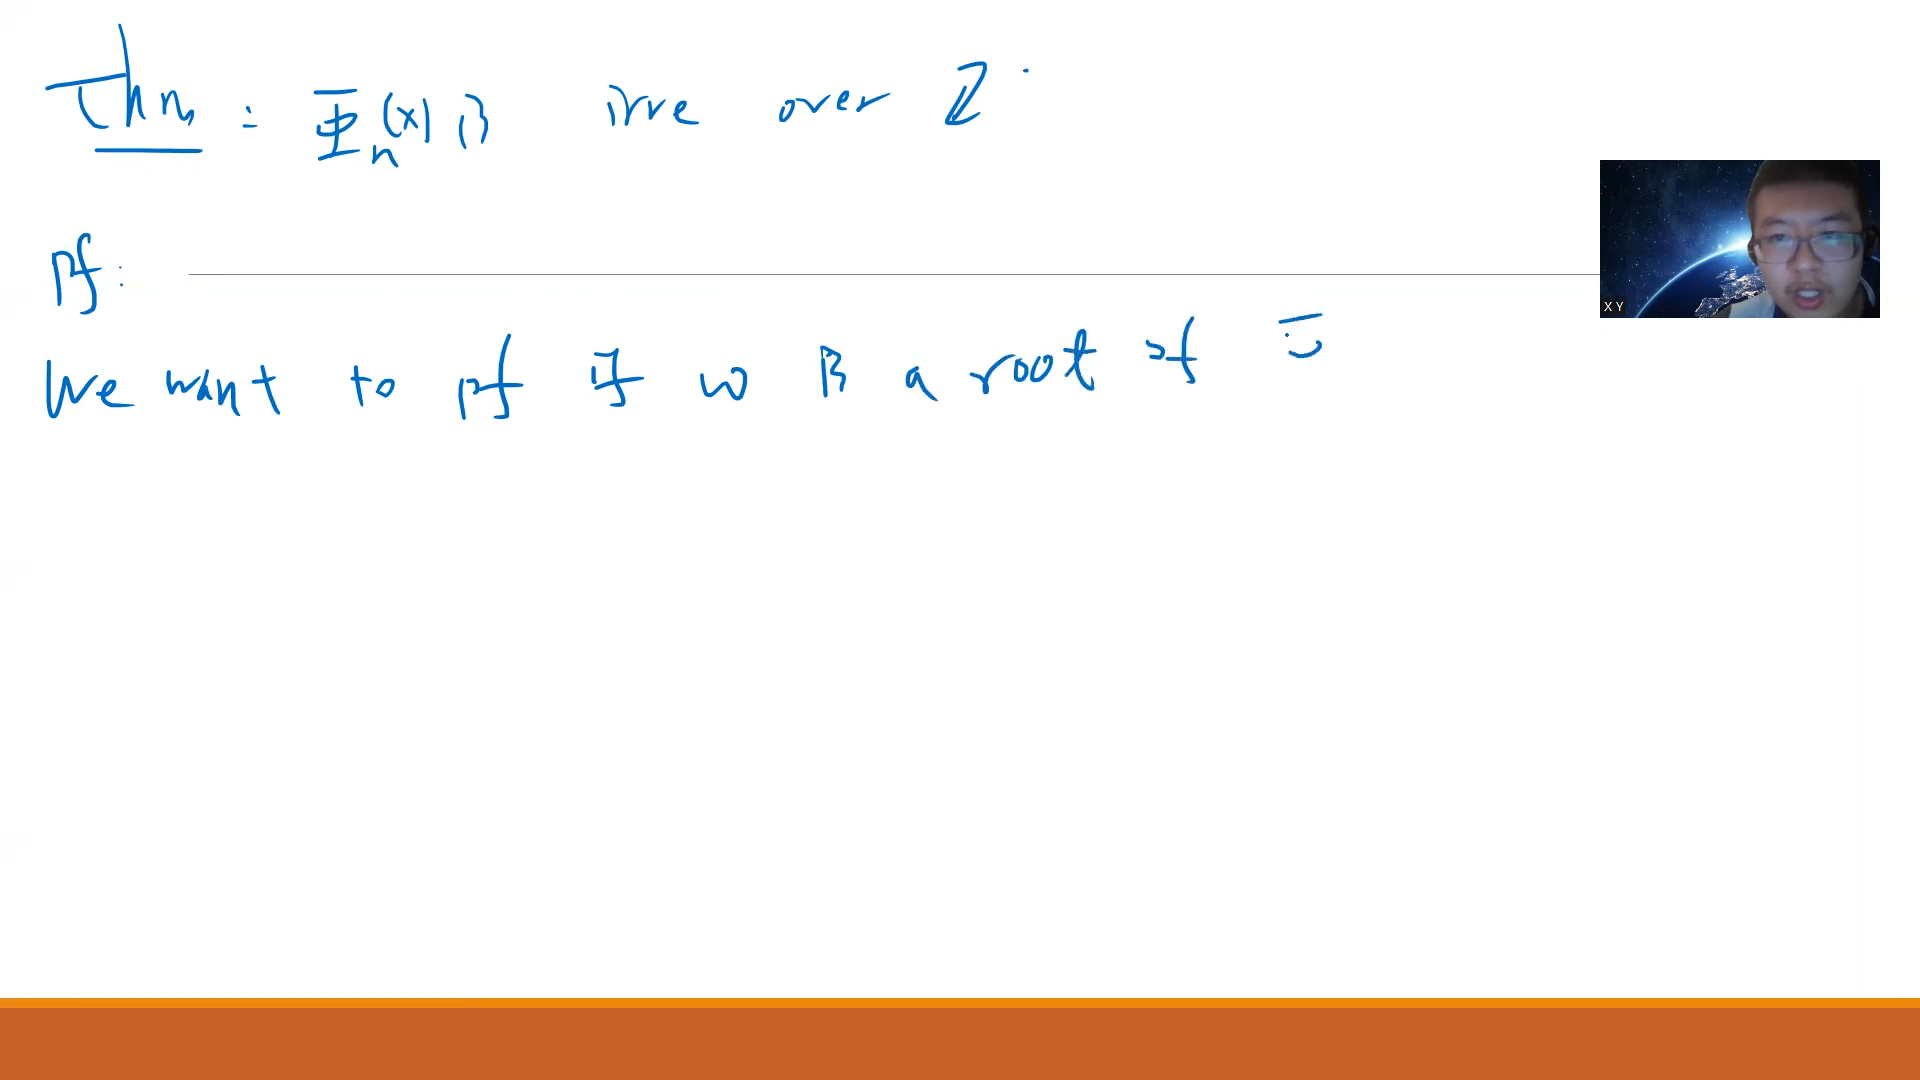 Thm : Φₙ(x) is irre over ℤ.
pf:
We want to pf if w is a root of
X Y